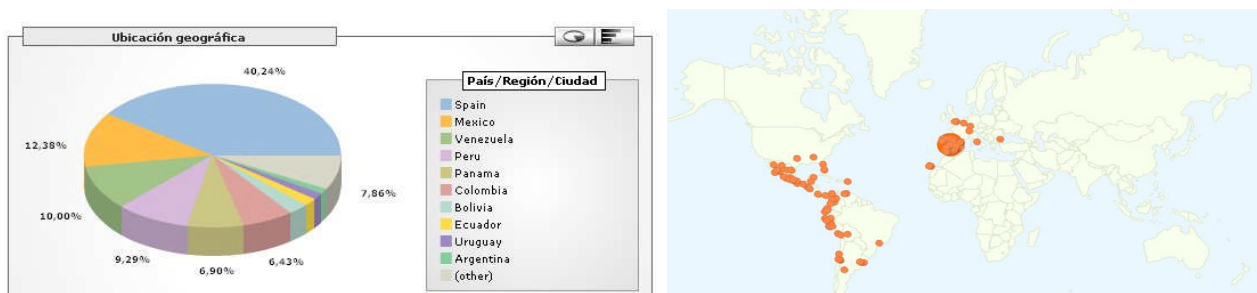 Ubicación geográfica
40,24%
12,38%
10,00%
9,29%
6,90%
6,43%
7,86%
País/Región/Ciudad
Spain
Mexico
Venezuela
Peru
Panama
Colombia
Bolivia
Ecuador
Uruguay
Argentina
(other)